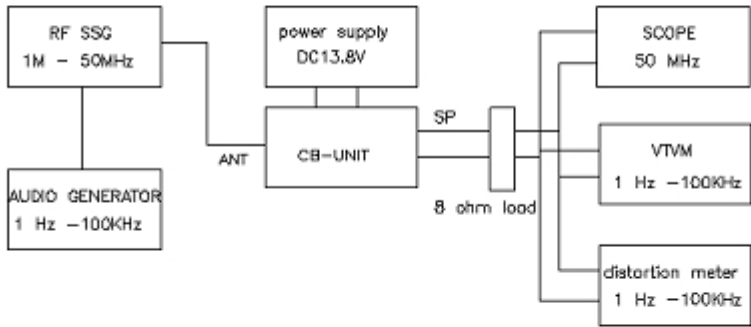 RF SSG
1M - 50MHz
power supply
DC13.8V
SCOPE
50 MHz
SP
ANT
CB-UNIT
VTVM
1 Hz -100KHz
8 ohm load
AUDIO GENERATOR
1 Hz -100KHz
distortion meter
1 Hz -100KHz